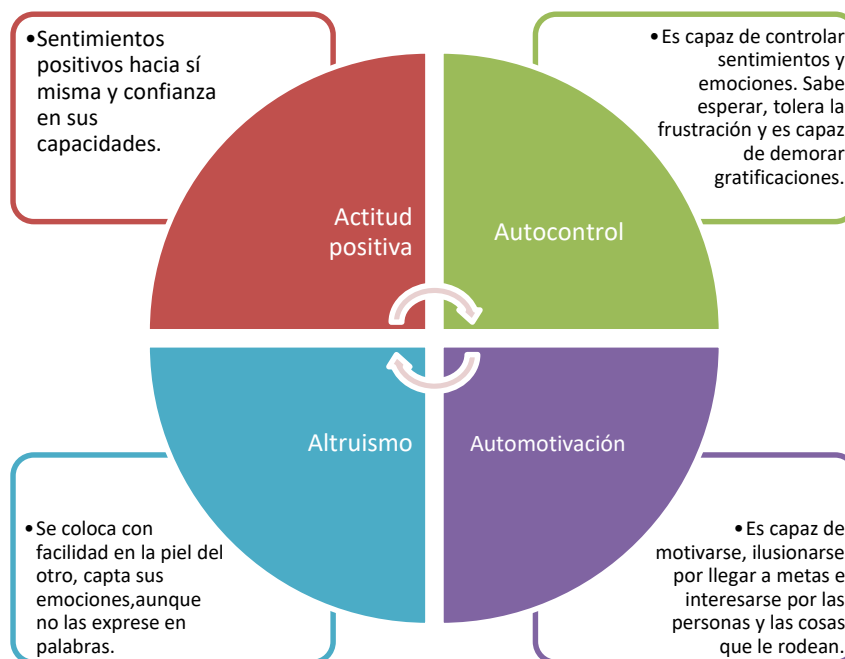 •Sentimientos
positivos hacia sí
misma y confianza
en sus
capacidades.
•Es capaz de controlar
sentimientos y
emociones. Sabe
esperar, tolera la
frustración y es capaz
de demorar
gratificaciones.
Actitud
positiva
Autocontrol
Altruismo
Automotivación
•Se coloca con
facilidad en la piel del
otro, capta sus
emociones,aunque
no las exprese en
palabras.
•Es capaz de
motivarse, ilusionarse
por llegar a metas e
interesarse por las
personas y las cosas
que le rodean.